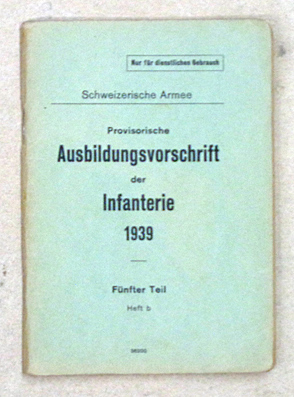 Nur für dienstlichen Gebrauch
Schweizerische Armee
Provisorische
Ausbildungsvorschrift
der
Infanterie
1939
Fünfter Teil
Heft b